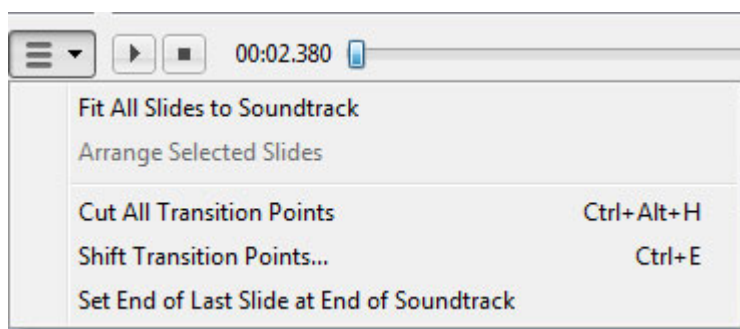 00:02.380
Fit All Slides to Soundtrack
Arrange Selected Slides
Cut All Transition Points Ctrl+Alt+H
Shift Transition Points... Ctrl+E
Set End of Last Slide at End of Soundtrack